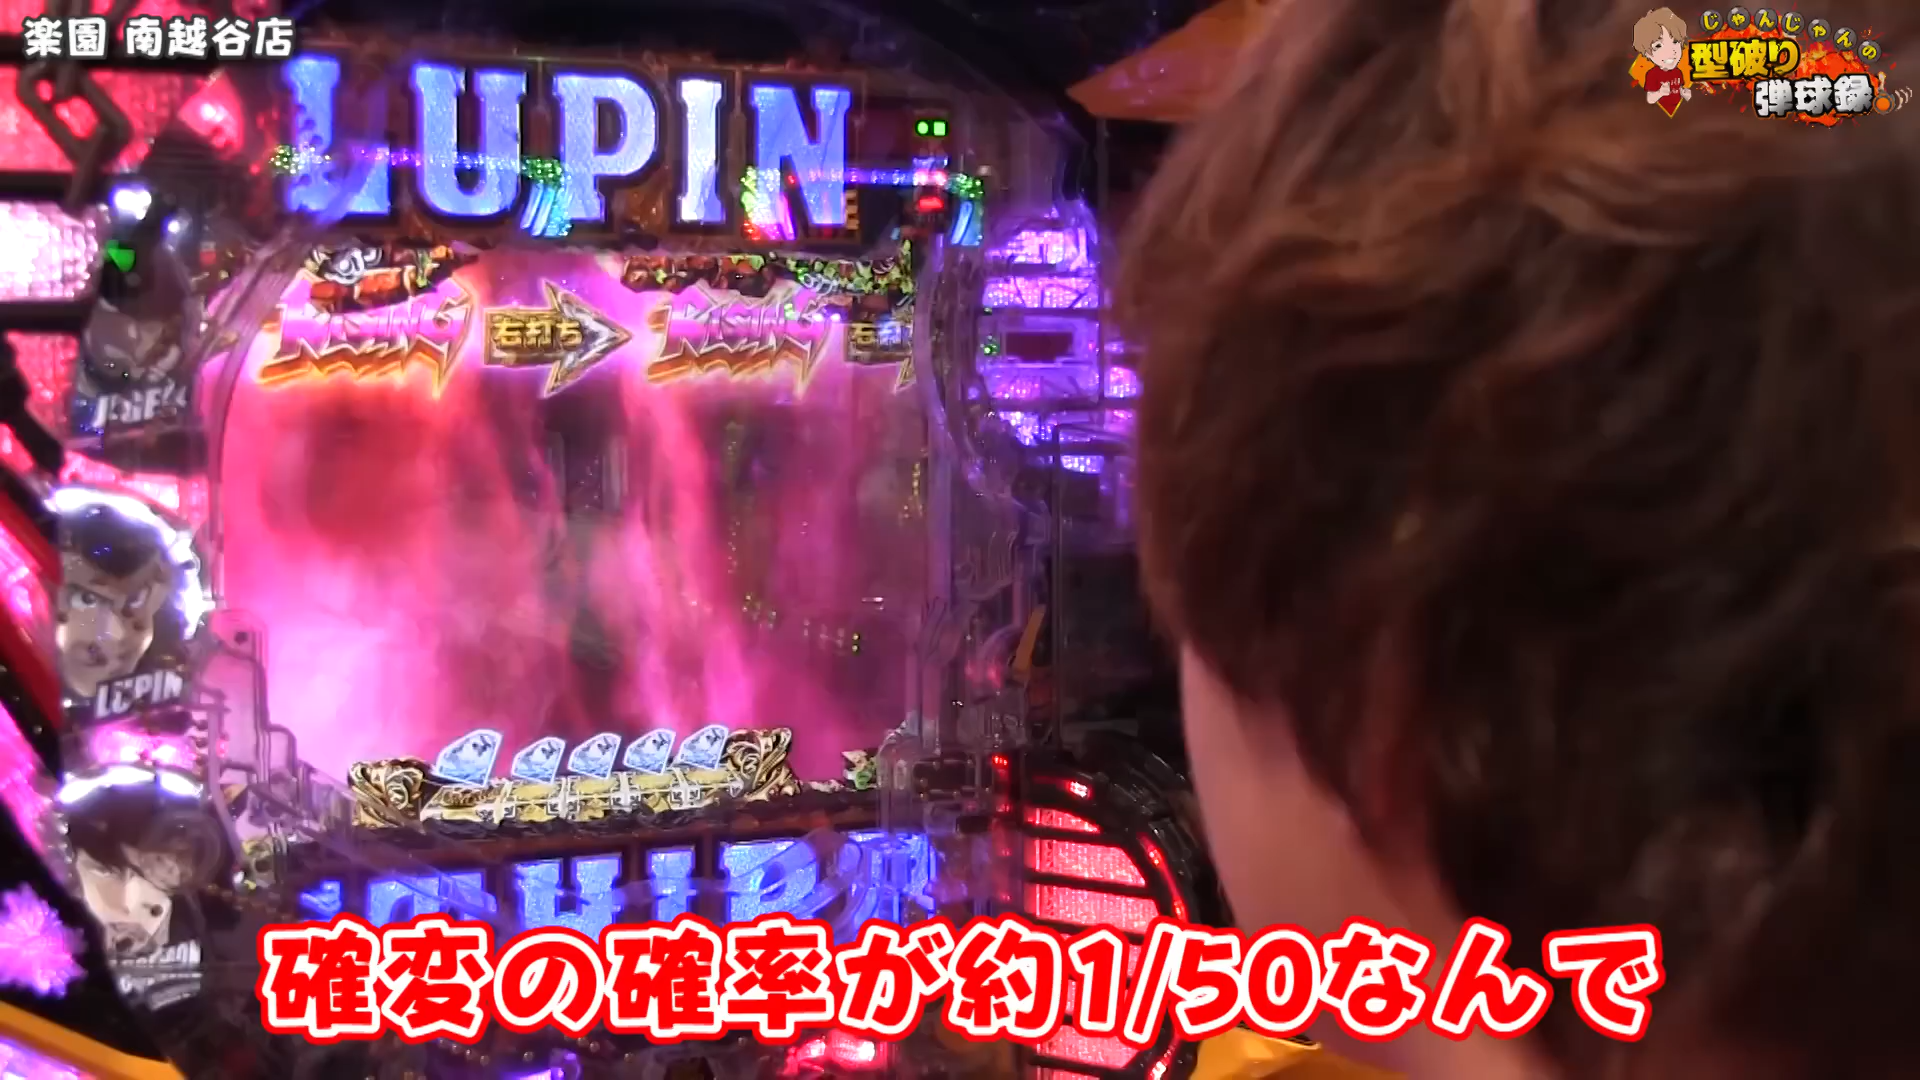 楽園 南越谷店
じゃんじゃんの
型破り
弾球録
LUPIN
RISING 右打ち RISING 右打
LUPIN
確変の確率が約1/50なんで